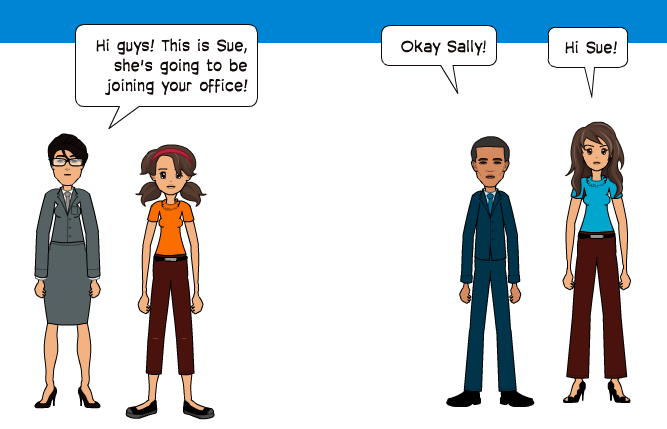 Hi guys! This is Sue,
she's going to be
joining your office!
Okay Sally!
Hi Sue!